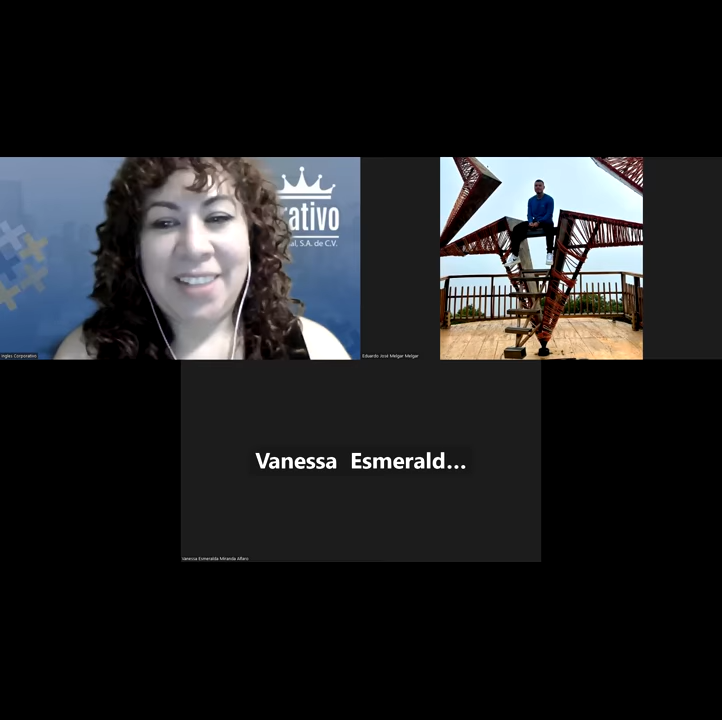 rativo
al, S.A. de C.V.
Inglés Corporativo
Eduardo José Melgar Melgar
Vanessa Esmerald...
Vanessa Esmeralda Miranda Alfaro